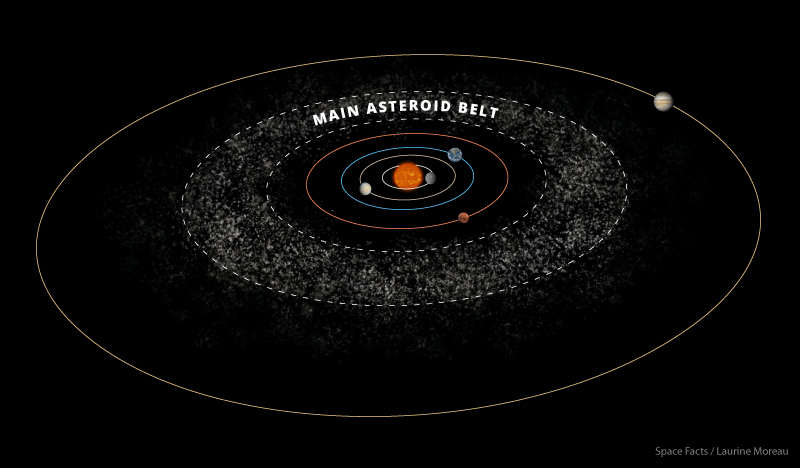 MAIN ASTEROID BELT
Space Facts / Laurine Moreau